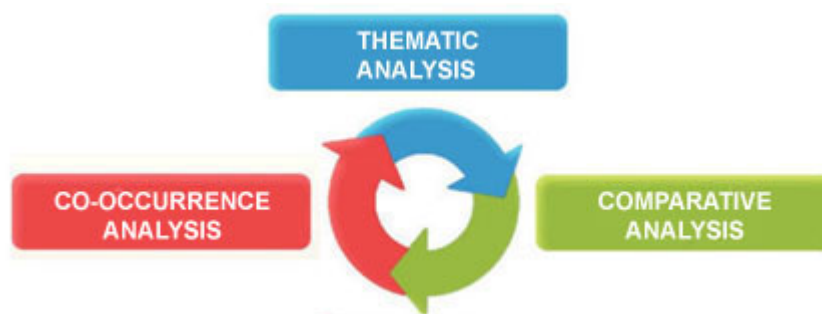 THEMATIC
ANALYSIS
CO-OCCURRENCE
ANALYSIS
COMPARATIVE
ANALYSIS